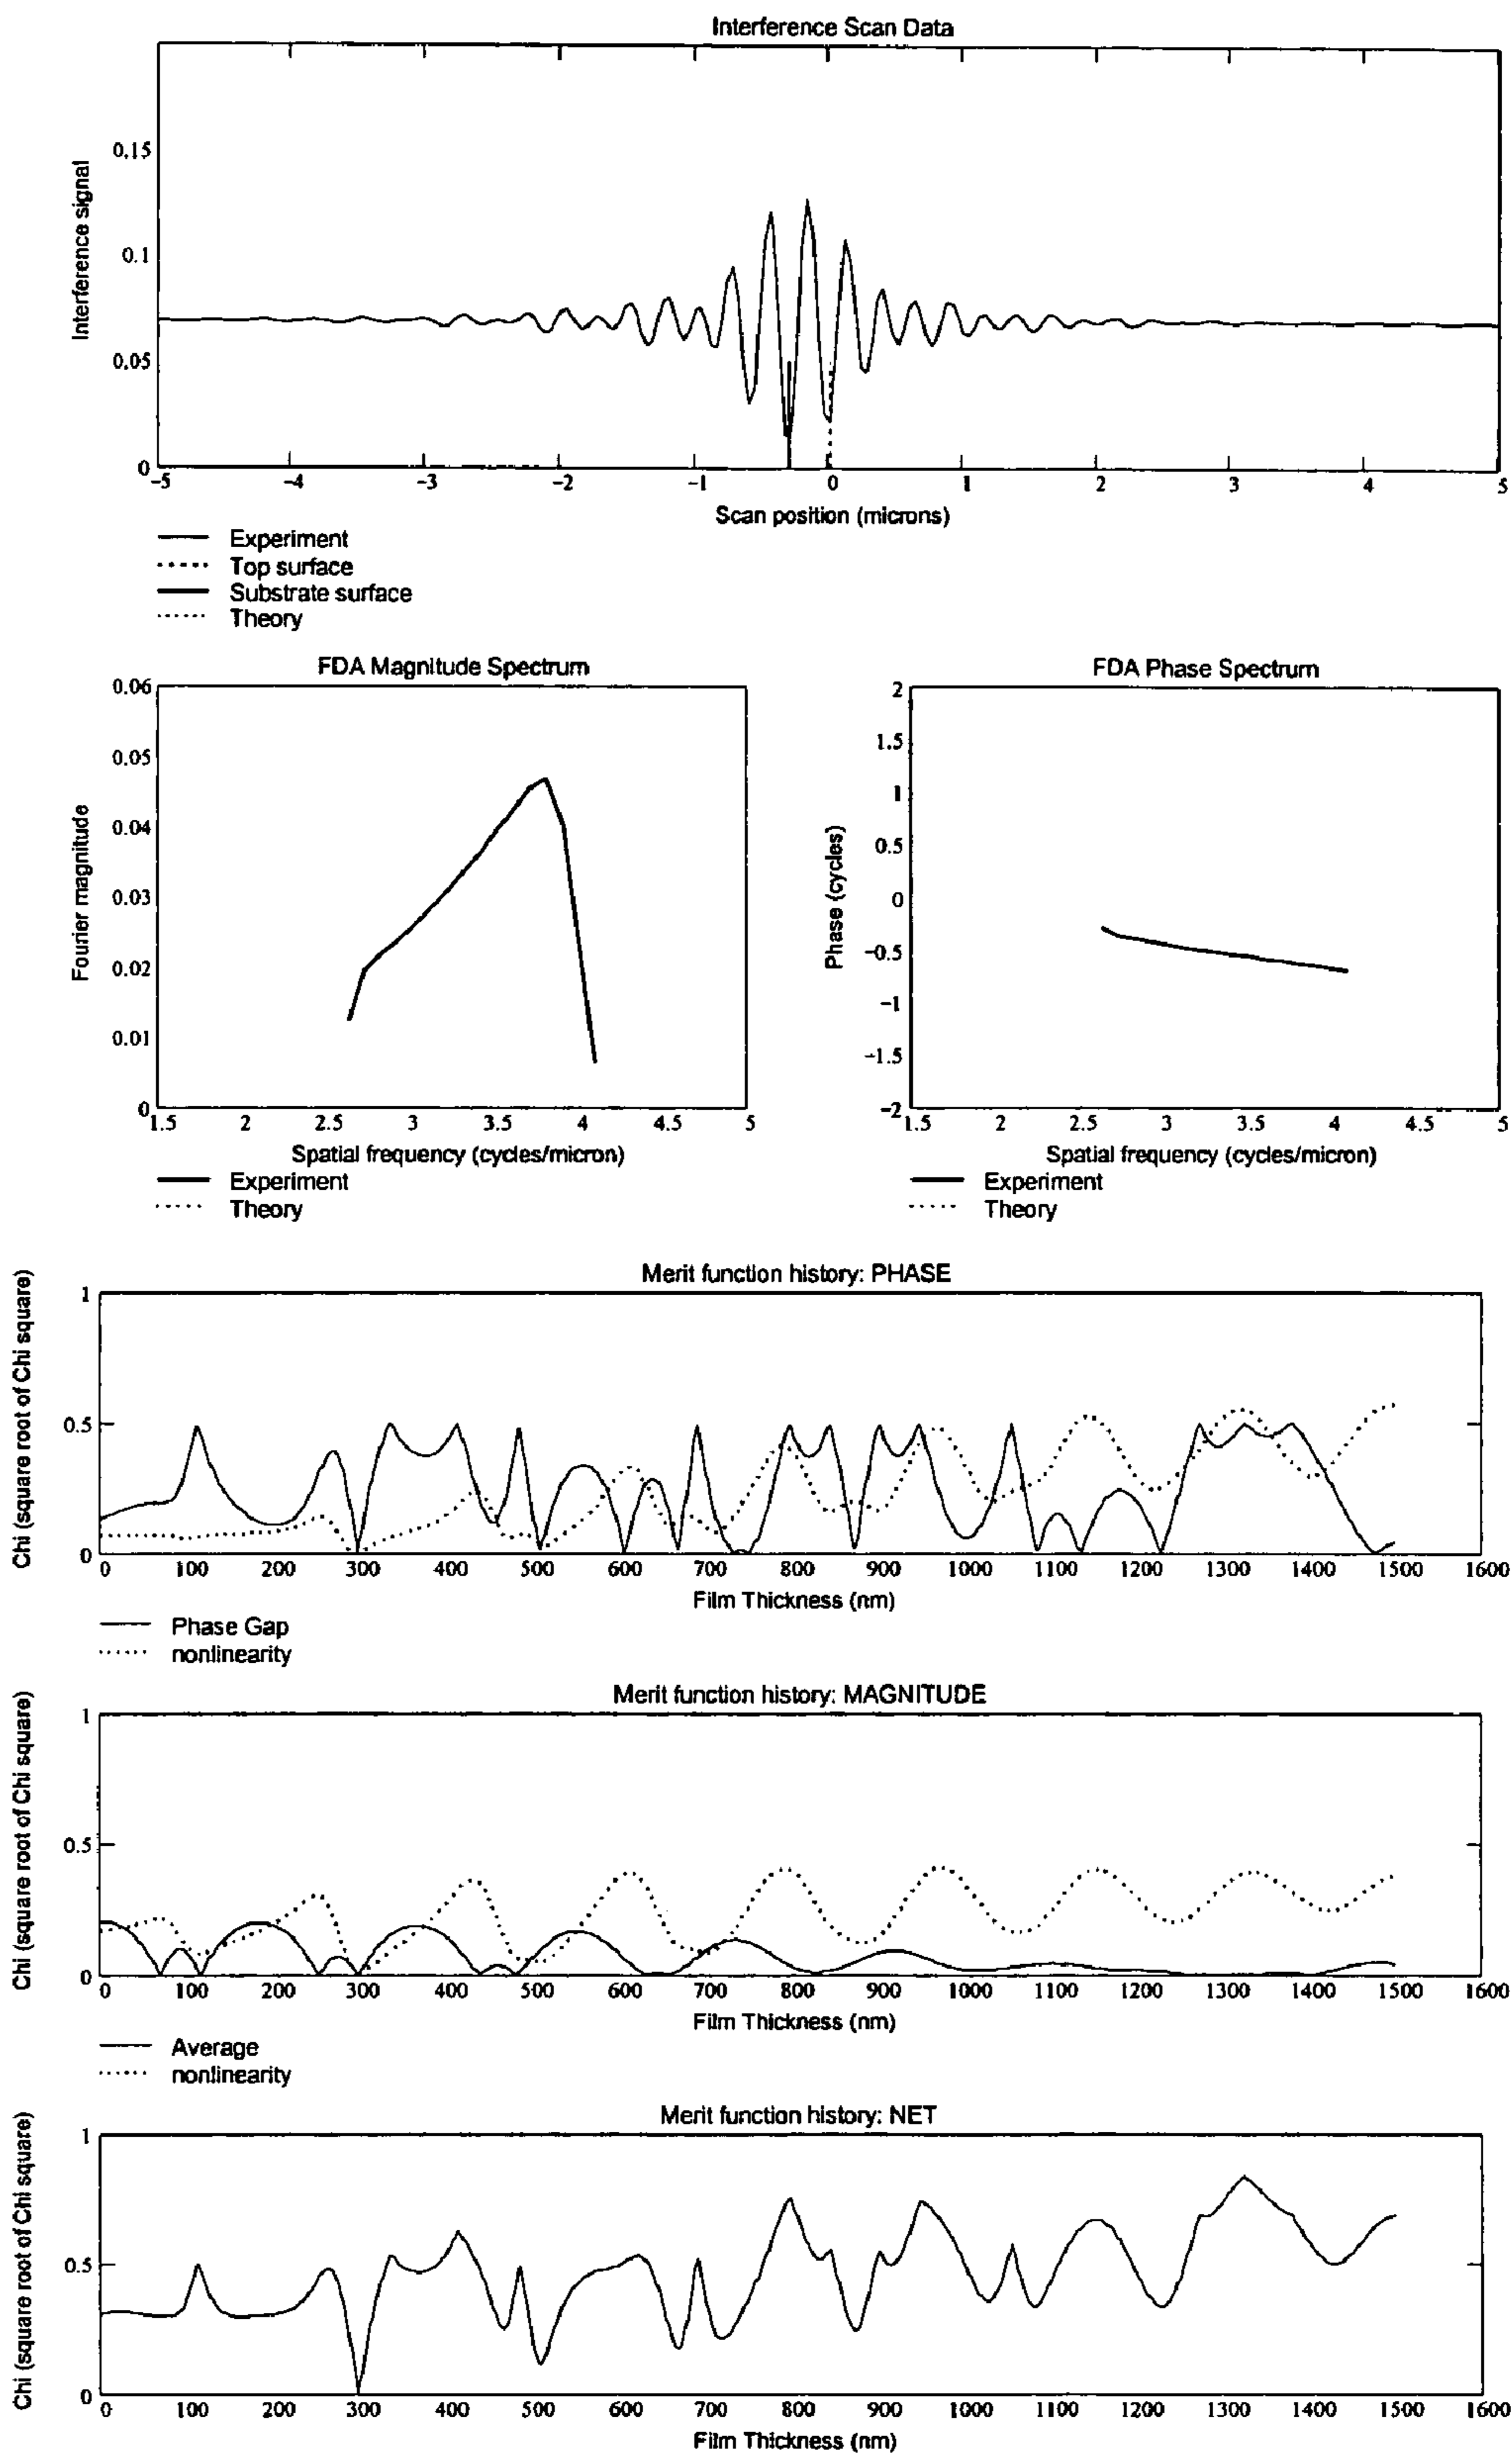 Interference Scan Data
Interference signal
0.15
0.1
0.05
0
−5 −4 −3 −2 −1 0 1 2 3 4 5
Scan position (microns)
Experiment
Top surface
Substrate surface
Theory
FDA Magnitude Spectrum
Fourier magnitude
0.06
0.05
0.04
0.03
0.02
0.01
0
1.5 2 2.5 3 3.5 4 4.5 5
Spatial frequency (cycles/micron)
Experiment
Theory
FDA Phase Spectrum
Phase (cycles)
2
1.5
1
0.5
0
−0.5
−1
−1.5
−2
1.5 2 2.5 3 3.5 4 4.5 5
Spatial frequency (cycles/micron)
Experiment
Theory
Merit function history: PHASE
Chi (square root of Chi square)
1
0.5
0
0 100 200 300 400 500 600 700 800 900 1000 1100 1200 1300 1400 1500 1600
Film Thickness (nm)
Phase Gap
nonlinearity
Merit function history: MAGNITUDE
Chi (square root of Chi square)
1
0.5
0
0 100 200 300 400 500 600 700 800 900 1000 1100 1200 1300 1400 1500 1600
Film Thickness (nm)
Average
nonlinearity
Merit function history: NET
Chi (square root of Chi square)
1
0.5
0
0 100 200 300 400 500 600 700 800 900 1000 1100 1200 1300 1400 1500 1600
Film Thickness (nm)